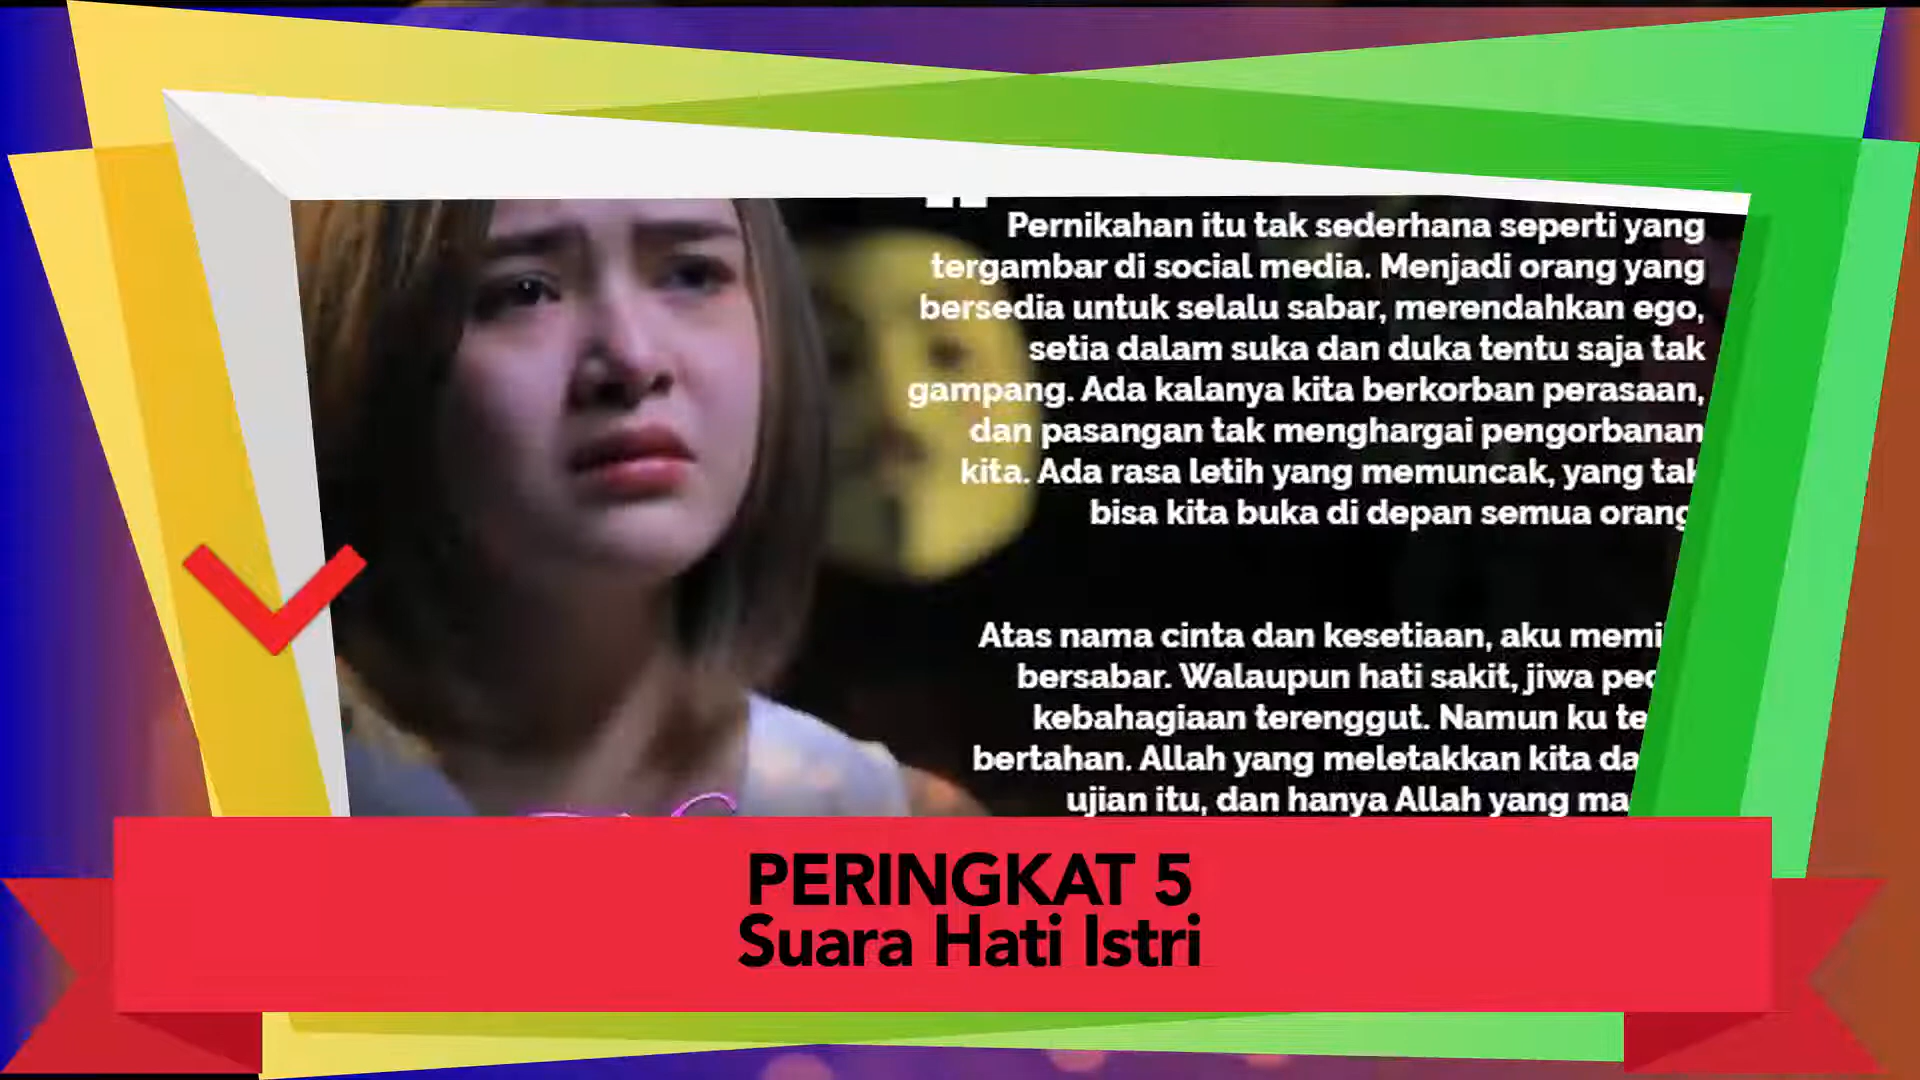 Pernikahan itu tak sederhana seperti yang
tergambar di social media. Menjadi orang yang
bersedia untuk selalu sabar, merendahkan ego,
setia dalam suka dan duka tentu saja tak
gampang. Ada kalanya kita berkorban perasaan,
dan pasangan tak menghargai pengorbanan
kita. Ada rasa letih yang memuncak, yang tak
bisa kita buka di depan semua orang
Atas nama cinta dan kesetiaan, aku
bersabar. Walaupun hati sakit, jiwa
kebahagiaan terenggut. Namun ku
bertahan. Allah yang meletakkan kita
ujian itu, dan hanya Allah yang
PERINGKAT 5
Suara Hati Istri